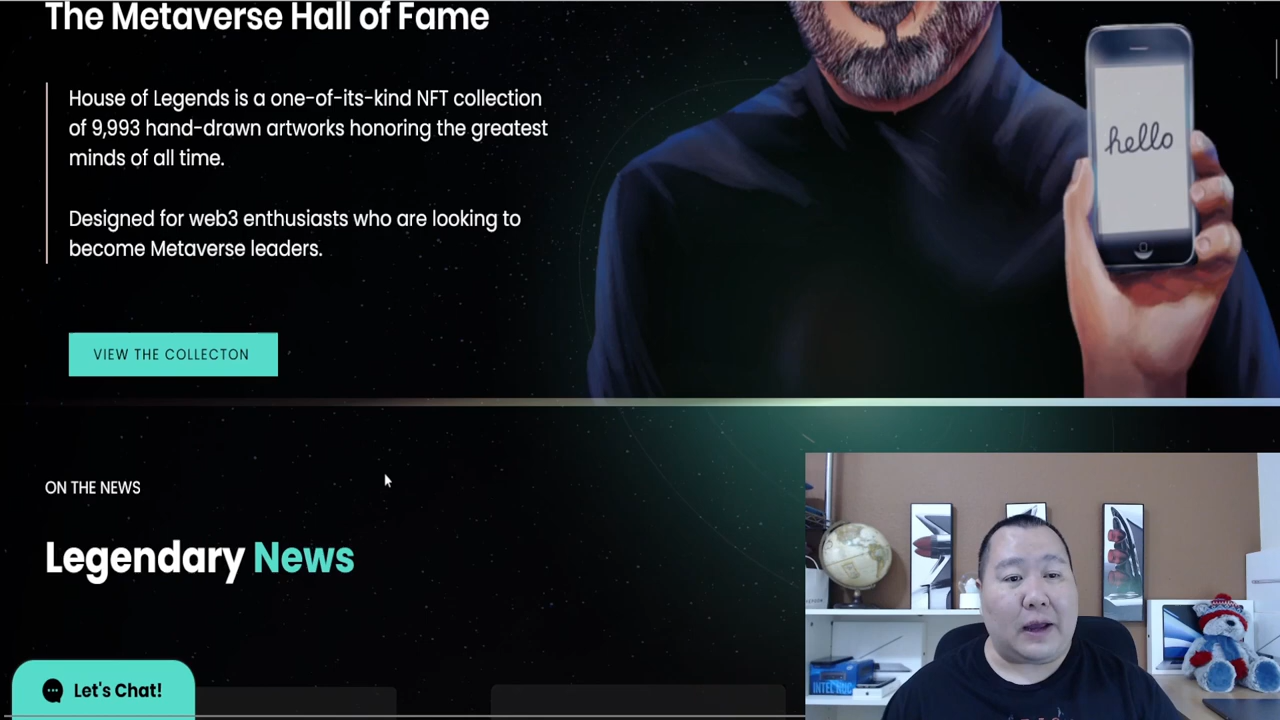 The Metaverse Hall of Fame
House of Legends is a one-of-its-kind NFT collection
of 9,993 hand-drawn artworks honoring the greatest
minds of all time.
Designed for web3 enthusiasts who are looking to
become Metaverse leaders.
VIEW THE COLLECTON
hello
ON THE NEWS
Legendary News
Let's Chat!
INTEL NUC